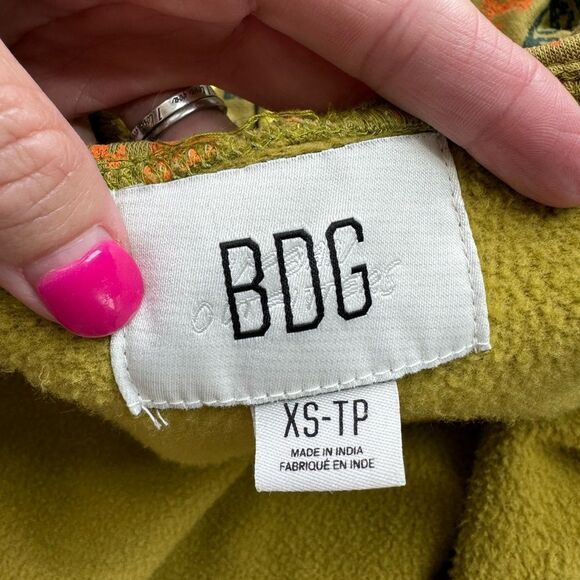 BDG
XS-TP
MADE IN INDIA
FABRIQUÉ EN INDE